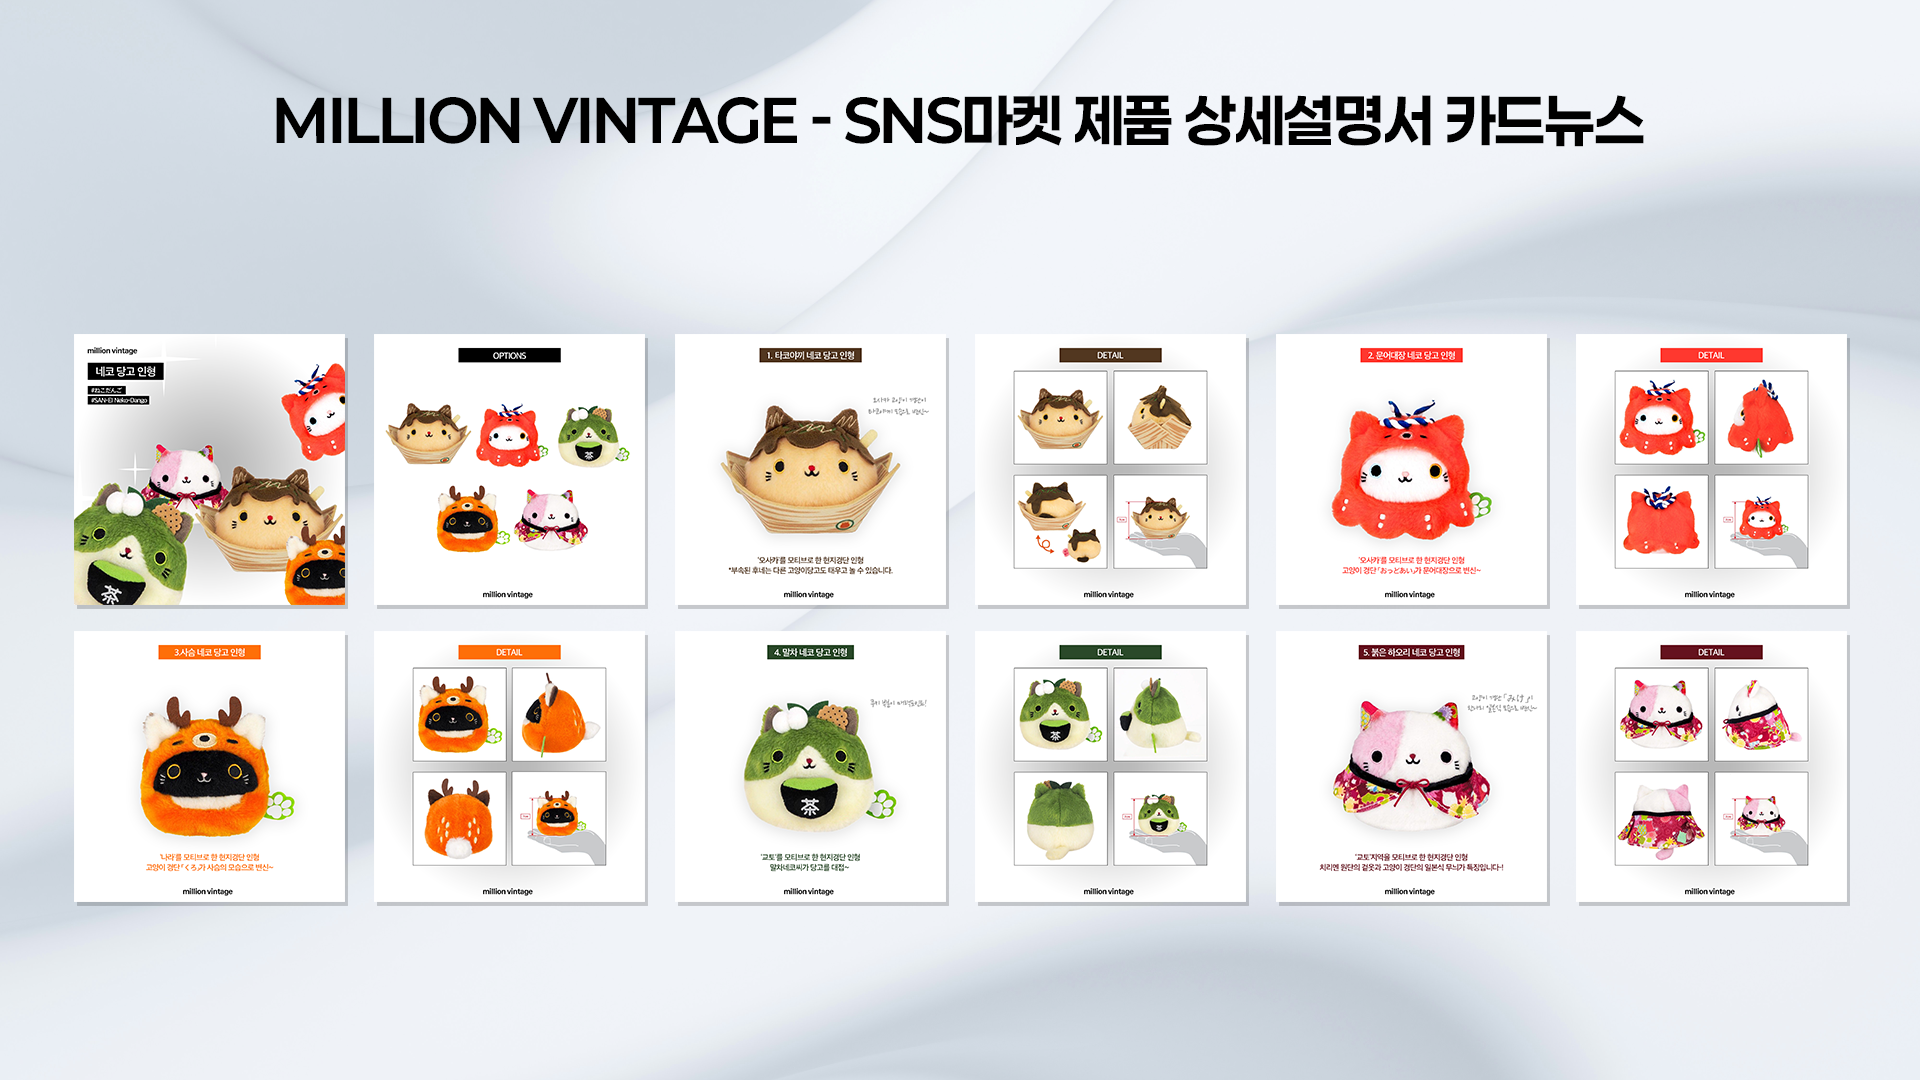 MILLION VINTAGE - SNS마켓 제품 상세설명서 카드뉴스
million vintage
네코 당고 인형
#ねこだんご
#SAN-EI Neko-Dango
OPTIONS
million vintage
1. 타코야끼 네코 당고 인형
'오사카'를 모티브로 한 현지경단 인형
*부속된 후네는 다른 고양이당고도 태우고 놀 수 있습니다.
million vintage
DETAIL
million vintage
2. 문어대장 네코 당고 인형
'오사카'를 모티브로 한 현지경단 인형
고양이 경단「おっどあい」가 문어대장으로 변신~
million vintage
DETAIL
million vintage
3.사슴 네코 당고 인형
'나라'를 모티브로 한 현지경단 인형
고양이 경단「くろ」가 사슴의 모습으로 변신~
million vintage
DETAIL
million vintage
4. 말차 네코 당고 인형
茶
'교토'를 모티브로 한 현지경단 인형
말차네코씨가 당고를 대접~
million vintage
DETAIL
茶
million vintage
5. 붉은 하오리 네코 당고 인형
'교토'지역을 모티브로 한 현지경단 인형
치리멘 원단의 겉옷과 고양이 경단의 일본식 무늬가 특징입니다~!
million vintage
DETAIL
million vintage